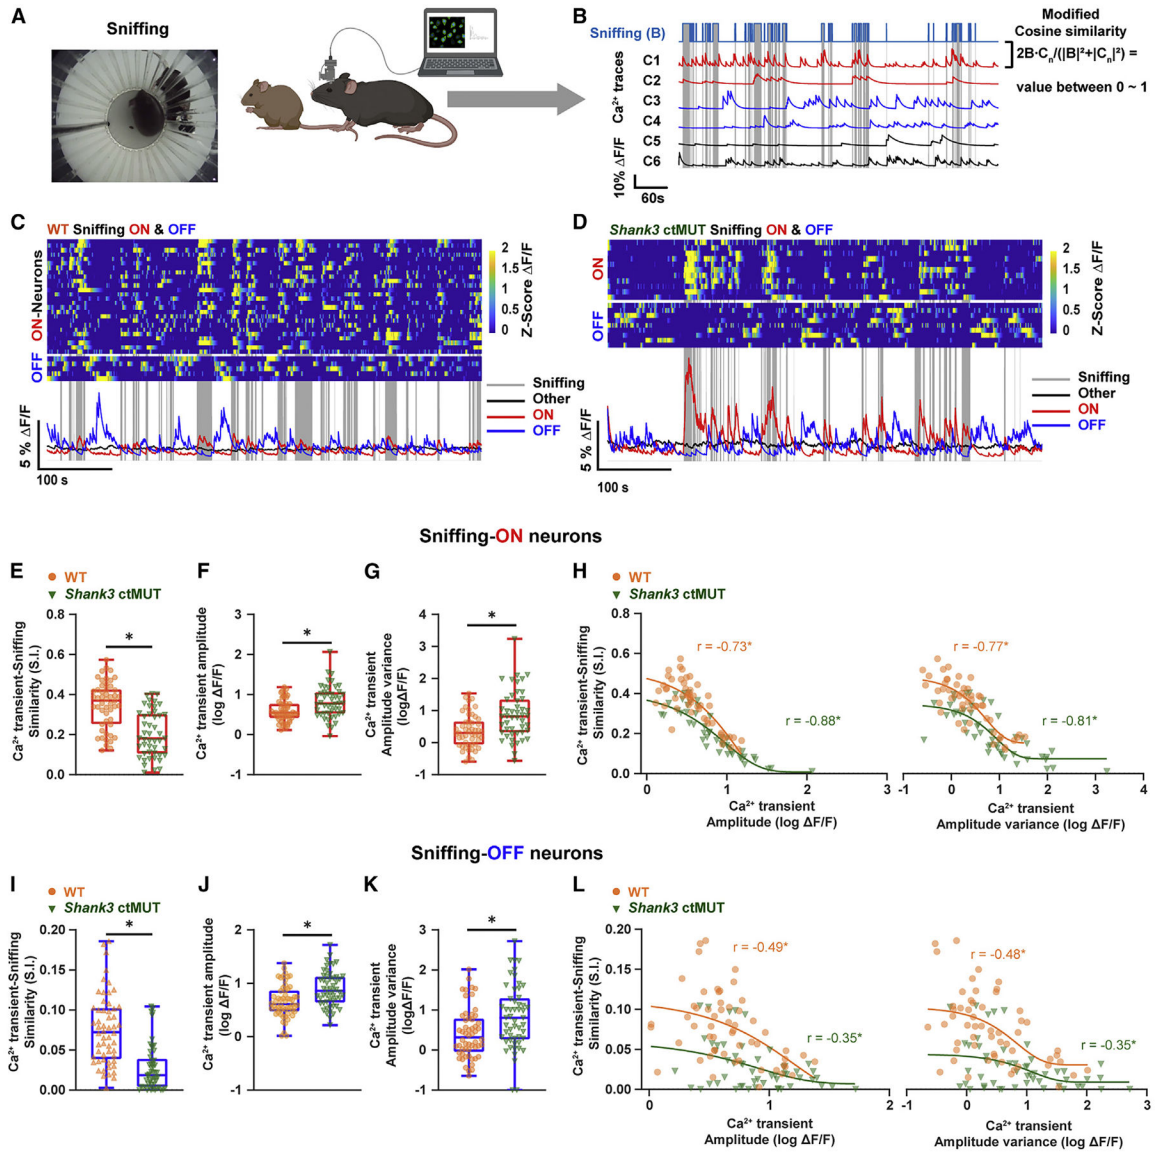 A
Sniffing
B
Sniffing (B)
Ca²⁺ traces
10% ΔF/F
C1
C2
C3
C4
C5
C6
60s
Modified
Cosine similarity
2B·Cₙ/(|B|²+|Cₙ|²) =
value between 0 ~ 1
C
WT Sniffing ON & OFF
ON-Neurons
OFF
2
1.5
1
0.5
0
Z-Score ΔF/F
Sniffing
Other
ON
OFF
5 % ΔF/F
100 s
D
Shank3 ctMUT Sniffing ON & OFF
ON
OFF
2
1.5
1
0.5
0
Z-Score ΔF/F
Sniffing
Other
ON
OFF
5 % ΔF/F
100 s
Sniffing-ON neurons
E
WT
Shank3 ctMUT
Ca²⁺ transient-Sniffing
Similarity (S.I.)
0.8
0.6
0.4
0.2
0.0
*
F
Ca²⁺ transient amplitude
(log ΔF/F)
3
2
1
0
-1
*
G
Ca²⁺ transient
Amplitude variance
(logΔF/F)
4
3
2
1
0
-1
*
H
WT
Shank3 ctMUT
Ca²⁺ transient-Sniffing
Similarity (S.I.)
0.8
0.6
0.4
0.2
0.0
r = -0.73*
r = -0.88*
0 1 2 3
Ca²⁺ transient
Amplitude (log ΔF/F)
r = -0.77*
r = -0.81*
-1 0 1 2 3 4
Ca²⁺ transient
Amplitude variance (log ΔF/F)
Sniffing-OFF neurons
I
WT
Shank3 ctMUT
Ca²⁺ transient-Sniffing
Similarity (S.I.)
0.20
0.15
0.10
0.05
0.00
*
J
Ca²⁺ transient amplitude
(log ΔF/F)
2
1
0
-1
*
K
Ca²⁺ transient
Amplitude variance
(logΔF/F)
3
2
1
0
-1
*
L
WT
Shank3 ctMUT
Ca²⁺ transient-Sniffing
Similarity (S.I.)
0.20
0.15
0.10
0.05
0.00
r = -0.49*
r = -0.35*
0 1 2
Ca²⁺ transient
Amplitude (log ΔF/F)
r = -0.48*
r = -0.35*
-1 0 1 2 3
Ca²⁺ transient
Amplitude variance (log ΔF/F)